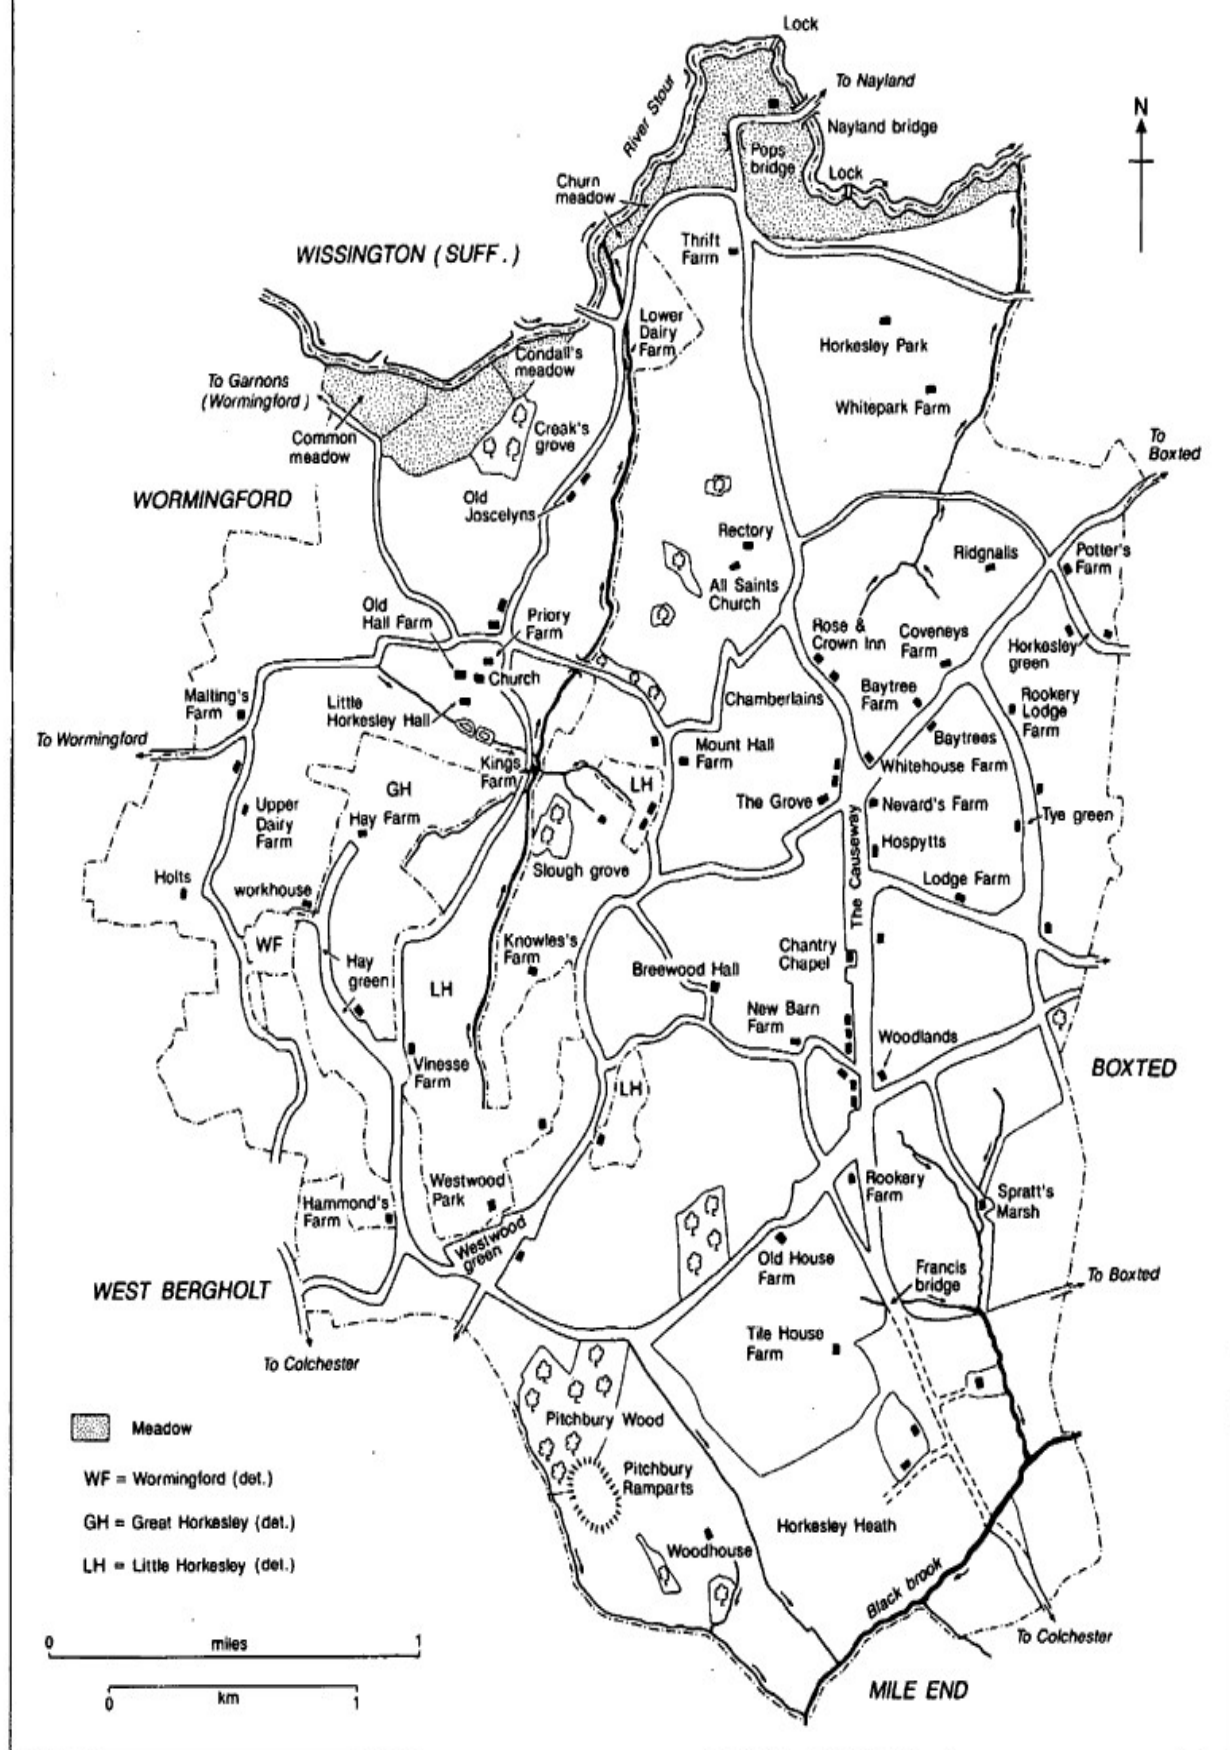 Lock
To Nayland
River Stour
Nayland bridge
N
Pops
bridge
Lock
Churn
meadow
Thrift
Farm
WISSINGTON (SUFF.)
Lower
Dairy
Farm
Horkesley Park
Condall's
meadow
To Garnons
(Wormingford)
Whitepark Farm
Common
meadow
Creak's
grove
To
Boxted
WORMINGFORD
Old
Joscelyns
Rectory
Ridgnalls
Potter's
Farm
All Saints
Church
Old
Hall Farm
Priory
Farm
Rose &
Crown Inn
Coveneys
Farm
Horkesley
green
Church
Malting's
Farm
Little
Horkesley Hall
Chamberlains
Baytree
Farm
Rookery
Lodge
Farm
To Wormingford
Baytrees
Mount Hall
Farm
Kings
Farm
Whitehouse Farm
GH
LH
The Grove
Nevard's Farm
Upper
Dairy
Farm
Hay Farm
Tye green
Hospytts
The Causeway
Slough grove
Holts
workhouse
Lodge Farm
WF
Knowles's
Farm
Chantry
Chapel
Hay
green
Breewood Hall
LH
New Barn
Farm
Woodlands
Vinesse
Farm
BOXTED
LH
Westwood
Park
Rookery
Farm
Spratt's
Marsh
Hammond's
Farm
Westwood
green
Old House
Farm
Francis
bridge
To Boxted
WEST BERGHOLT
Tile House
Farm
To Colchester
Meadow
Pitchbury Wood
WF = Wormingford (det.)
Pitchbury
Ramparts
GH = Great Horkesley (det.)
Horkesley Heath
Woodhouse
LH = Little Horkesley (det.)
Black brook
To Colchester
0 miles 1
MILE END
0 km 1